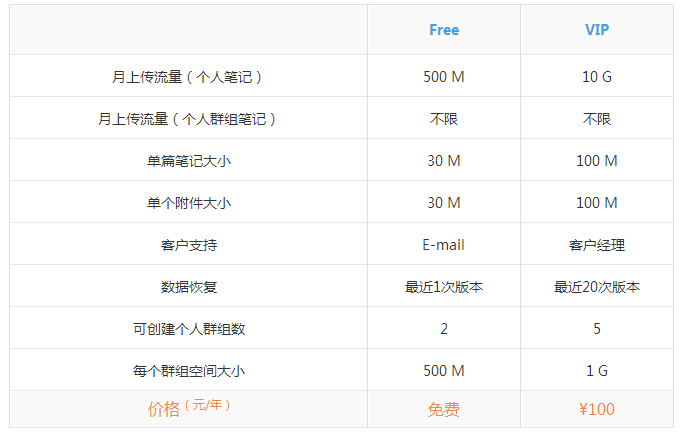 Free VIP
月上传流量（个人笔记） 500 M 10 G
月上传流量（个人群组笔记） 不限 不限
单篇笔记大小 30 M 100 M
单个附件大小 30 M 100 M
客户支持 E-mail 客户经理
数据恢复 最近1次版本 最近20次版本
可创建个人群组数 2 5
每个群组空间大小 500 M 1 G
价格（元/年） 免费 ¥100